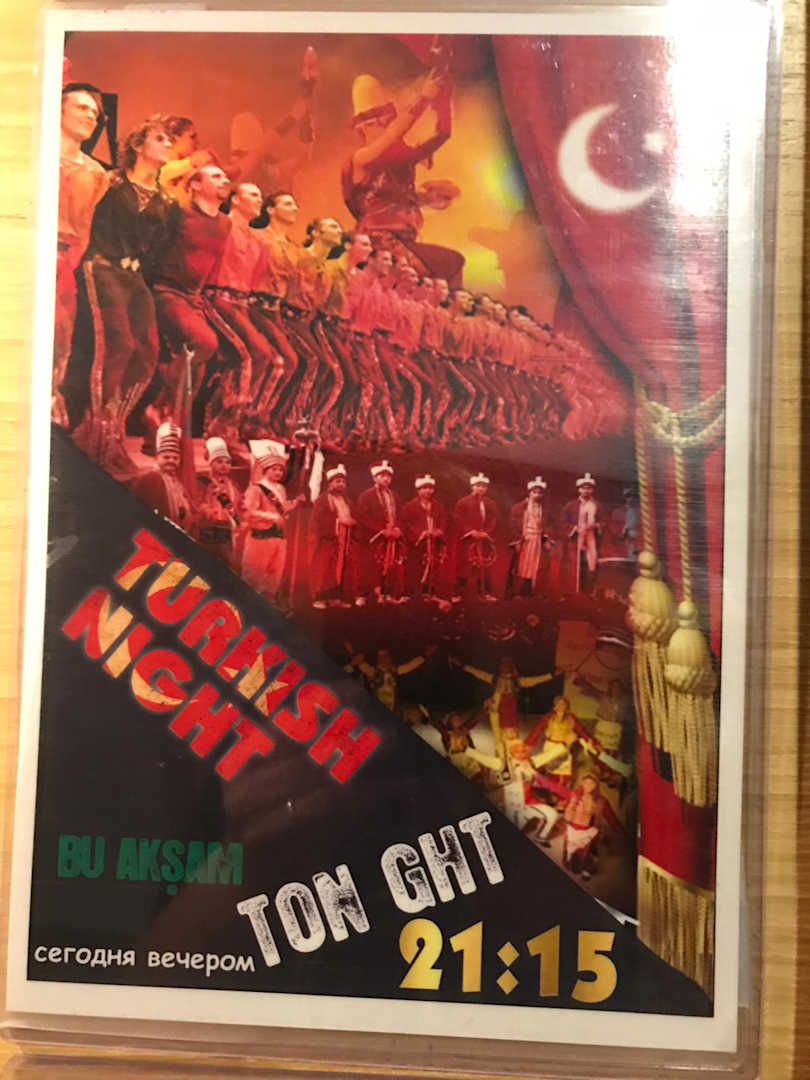 TURKISH
NIGHT
BU AKŞAM
TON GHT
сегодня вечером
21:15